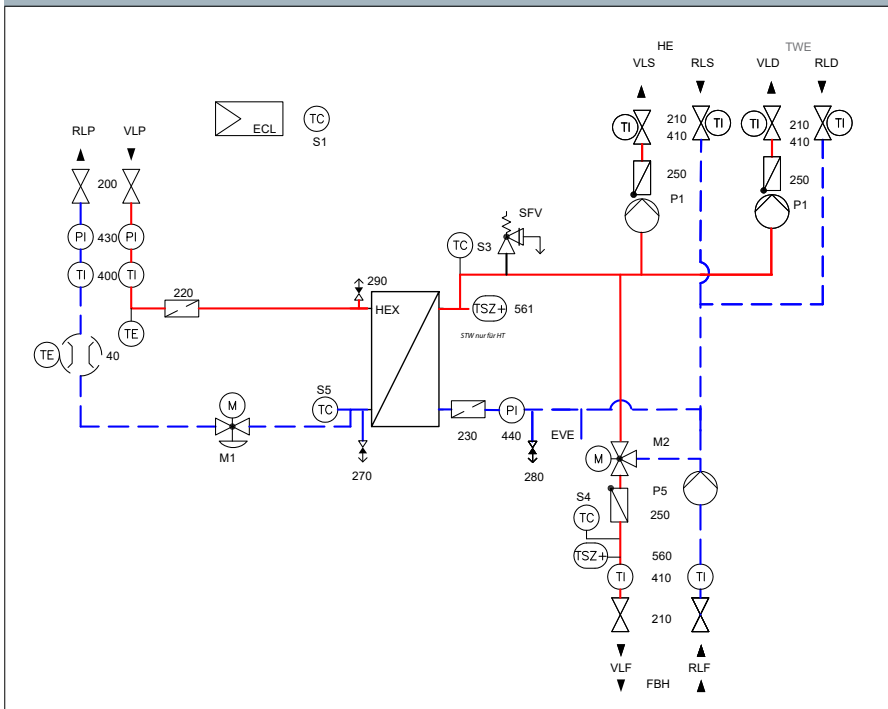 HE TWE
VLS RLS VLD RLD
TI 210 TI TI 210 TI
410 410
ECL TC
S1
RLP VLP
200
250 250
P1 P1
SFV
PI 430 PI
TC S3
TI 400 TI
290
220
HEX
TSZ+ 561
TE
STW nur für HT
TE 40
S5
TC
M
M1
230
PI
440
EVE
270
280
M2
M
P5
S4
250
TC
TSZ+ 560
TI 410 TI
210
VLF RLF
FBH